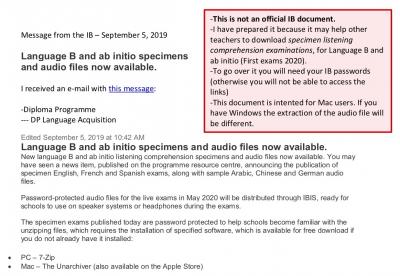 Message from the IB – September 5, 2019
Language B and ab initio specimens
and audio files now available.
I received an e-mail with this message:
-Diploma Programme
--- DP Language Acquisition
-This is not an official IB document.
-I have prepared it because it may help other
teachers to download specimen listening
comprehension examinations, for Language B and
ab initio (First exams 2020).
-To go over it you will need your IB passwords
(otherwise you will not be able to access the
links)
-This document is intented for Mac users. If you
have Windows the extraction of the audio file will
be different.
Edited September 5, 2019 at 10:42 AM
Language B and ab initio specimens and audio files now available.
New language B and ab initio listening comprehension specimens and audio files now available. You may
have seen a news item, published on the programme resource centre, announcing the publication of
specimen English, French and Spanish exams, along with sample Arabic, Chinese and German audio
files.
Password-protected audio files for the live exams in May 2020 will be distributed through IBIS, ready for
schools to use on speaker systems or headphones during the exams.
The specimen exams published today are password protected to help schools become familiar with the
unzipping files, which requires the installation of specified software, which is available for free download if
you do not already have it installed:
• PC – 7-Zip
• Mac – The Unarchiver (also available on the Apple Store)